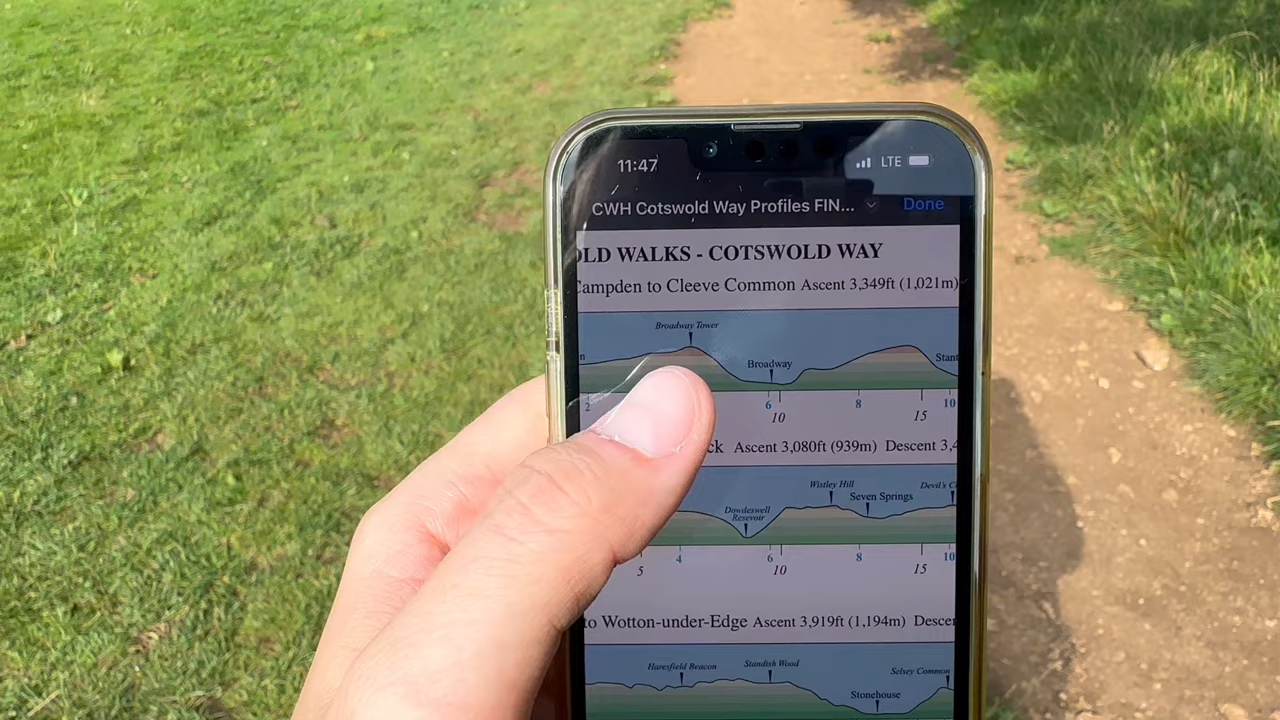 11:47 LTE
CWH Cotswold Way Profiles FIN... Done
OLD WALKS - COTSWOLD WAY
Campden to Cleeve Common Ascent 3,349ft (1,021m)
Broadway Tower
Broadway
Stant
n
2 6 8 10
10 15
ck Ascent 3,080ft (939m) Descent 3,4
Wistley Hill
Devil's C
Seven Springs
Dowdeswell
Resevoir
4 6 8 10
5 10 15
to Wotton-under-Edge Ascent 3,919ft (1,194m) Descen
Haresfield Beacon
Standish Wood
Selsey Common
Stonehouse